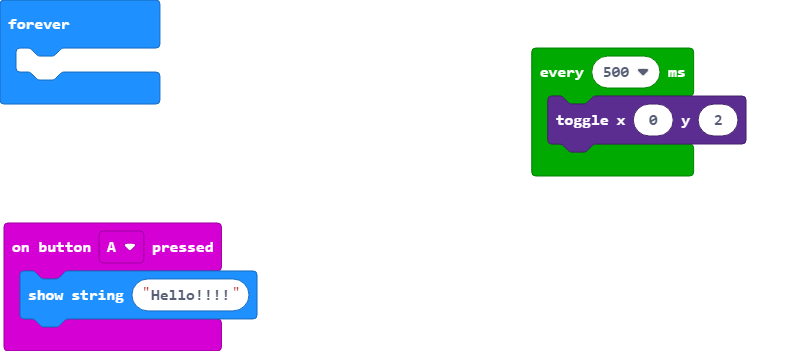 forever
every 500 ms
toggle x 0 y 2
on button A pressed
show string "Hello!!!!"